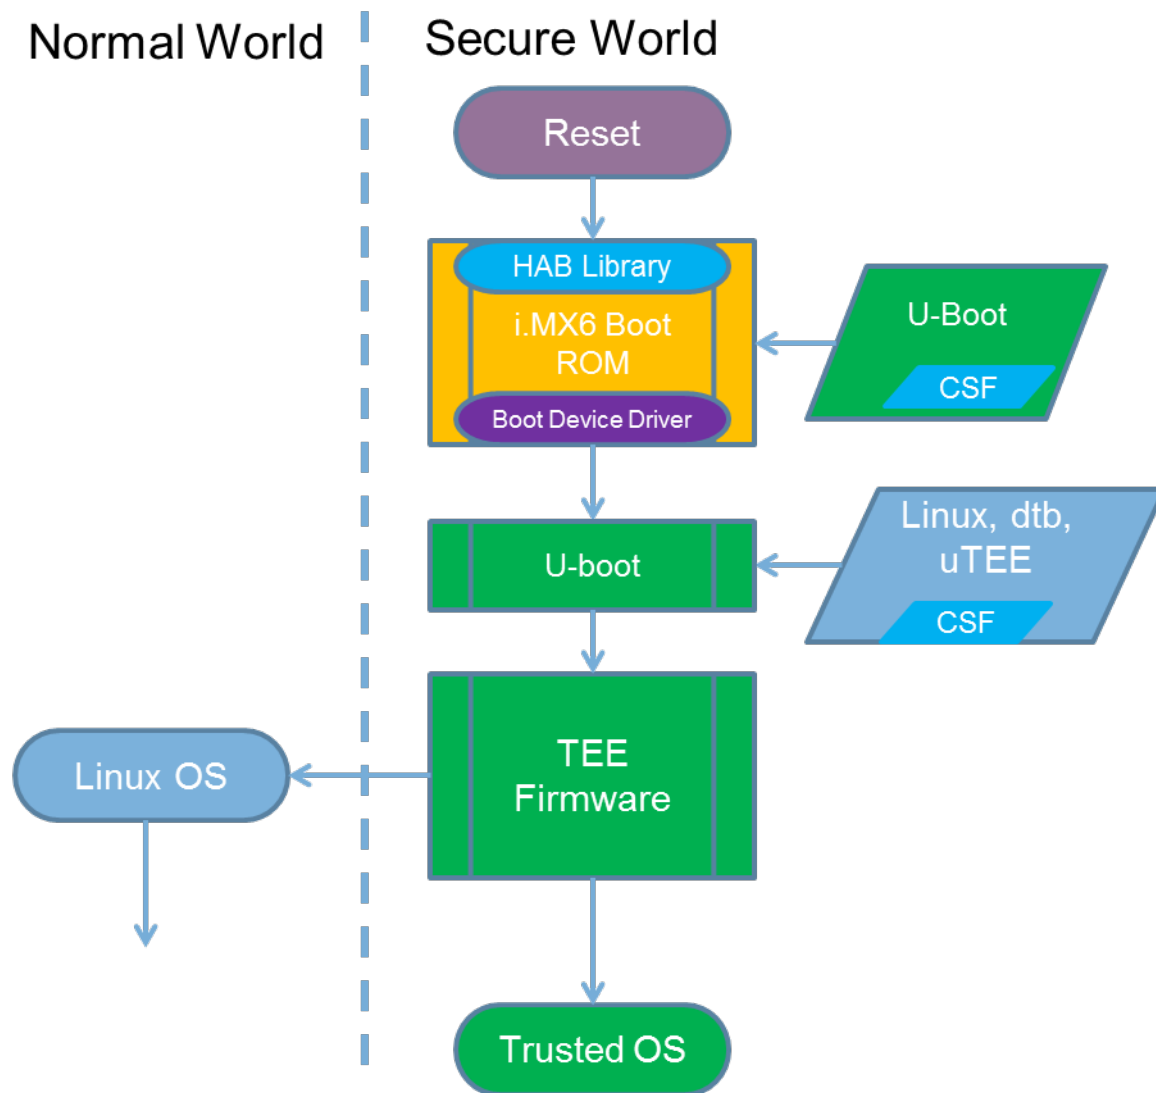 Normal World
Secure World
Reset
HAB Library
i.MX6 Boot
ROM
Boot Device Driver
U-Boot
CSF
U-boot
Linux, dtb,
uTEE
CSF
TEE
Firmware
Linux OS
Trusted OS